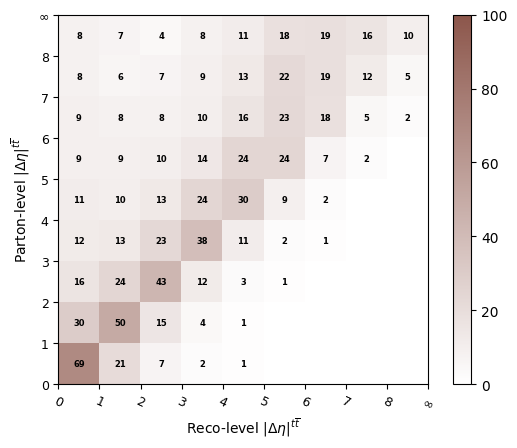 ∞ 8 7 4 8 11 18 19 16 10 100
8
8 6 7 9 13 22 19 12 5
7 80
9 8 8 10 16 23 18 5 2
6
9 9 10 14 24 24 7 2 60
5
11 10 13 24 30 9 2
4
12 13 23 38 11 2 1 40
3
16 24 43 12 3 1
2 20
30 50 15 4 1
1
69 21 7 2 1
0 0
0 1 2 3 4 5 6 7 8 ∞
Parton-level |Δη|^{tt̅}
Reco-level |Δη|^{tt̅}